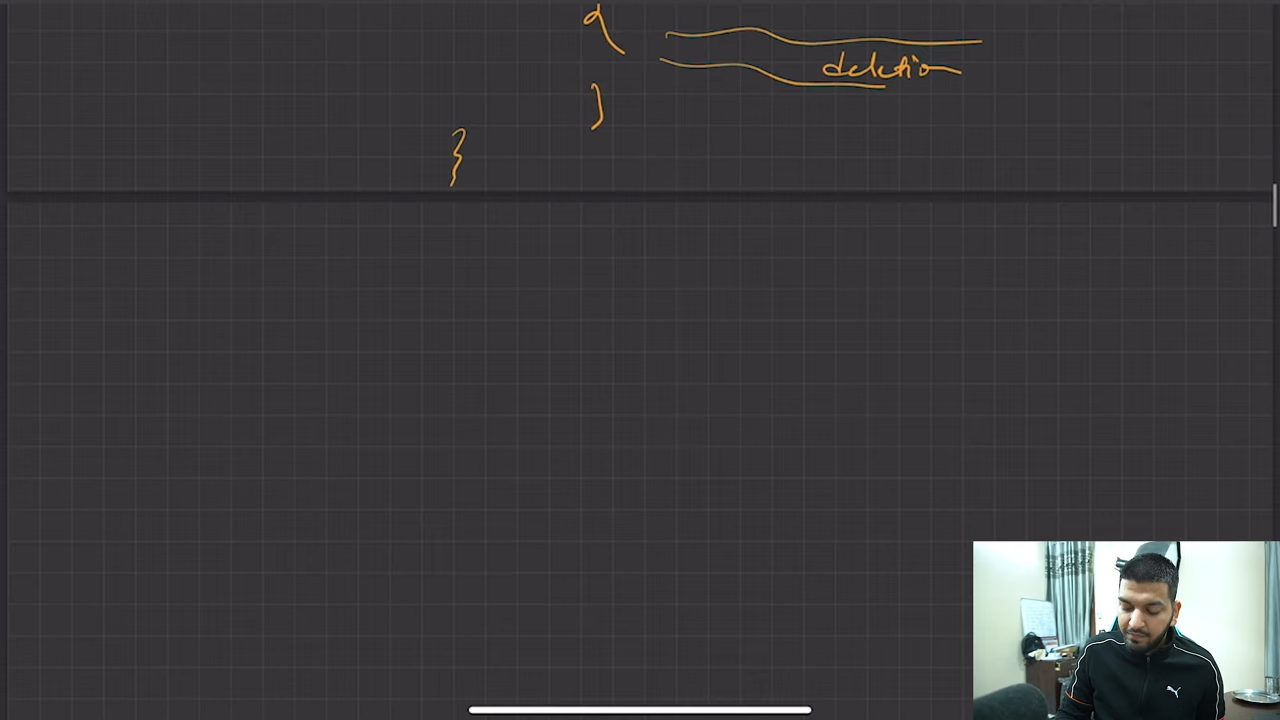 {
deletion
}
}